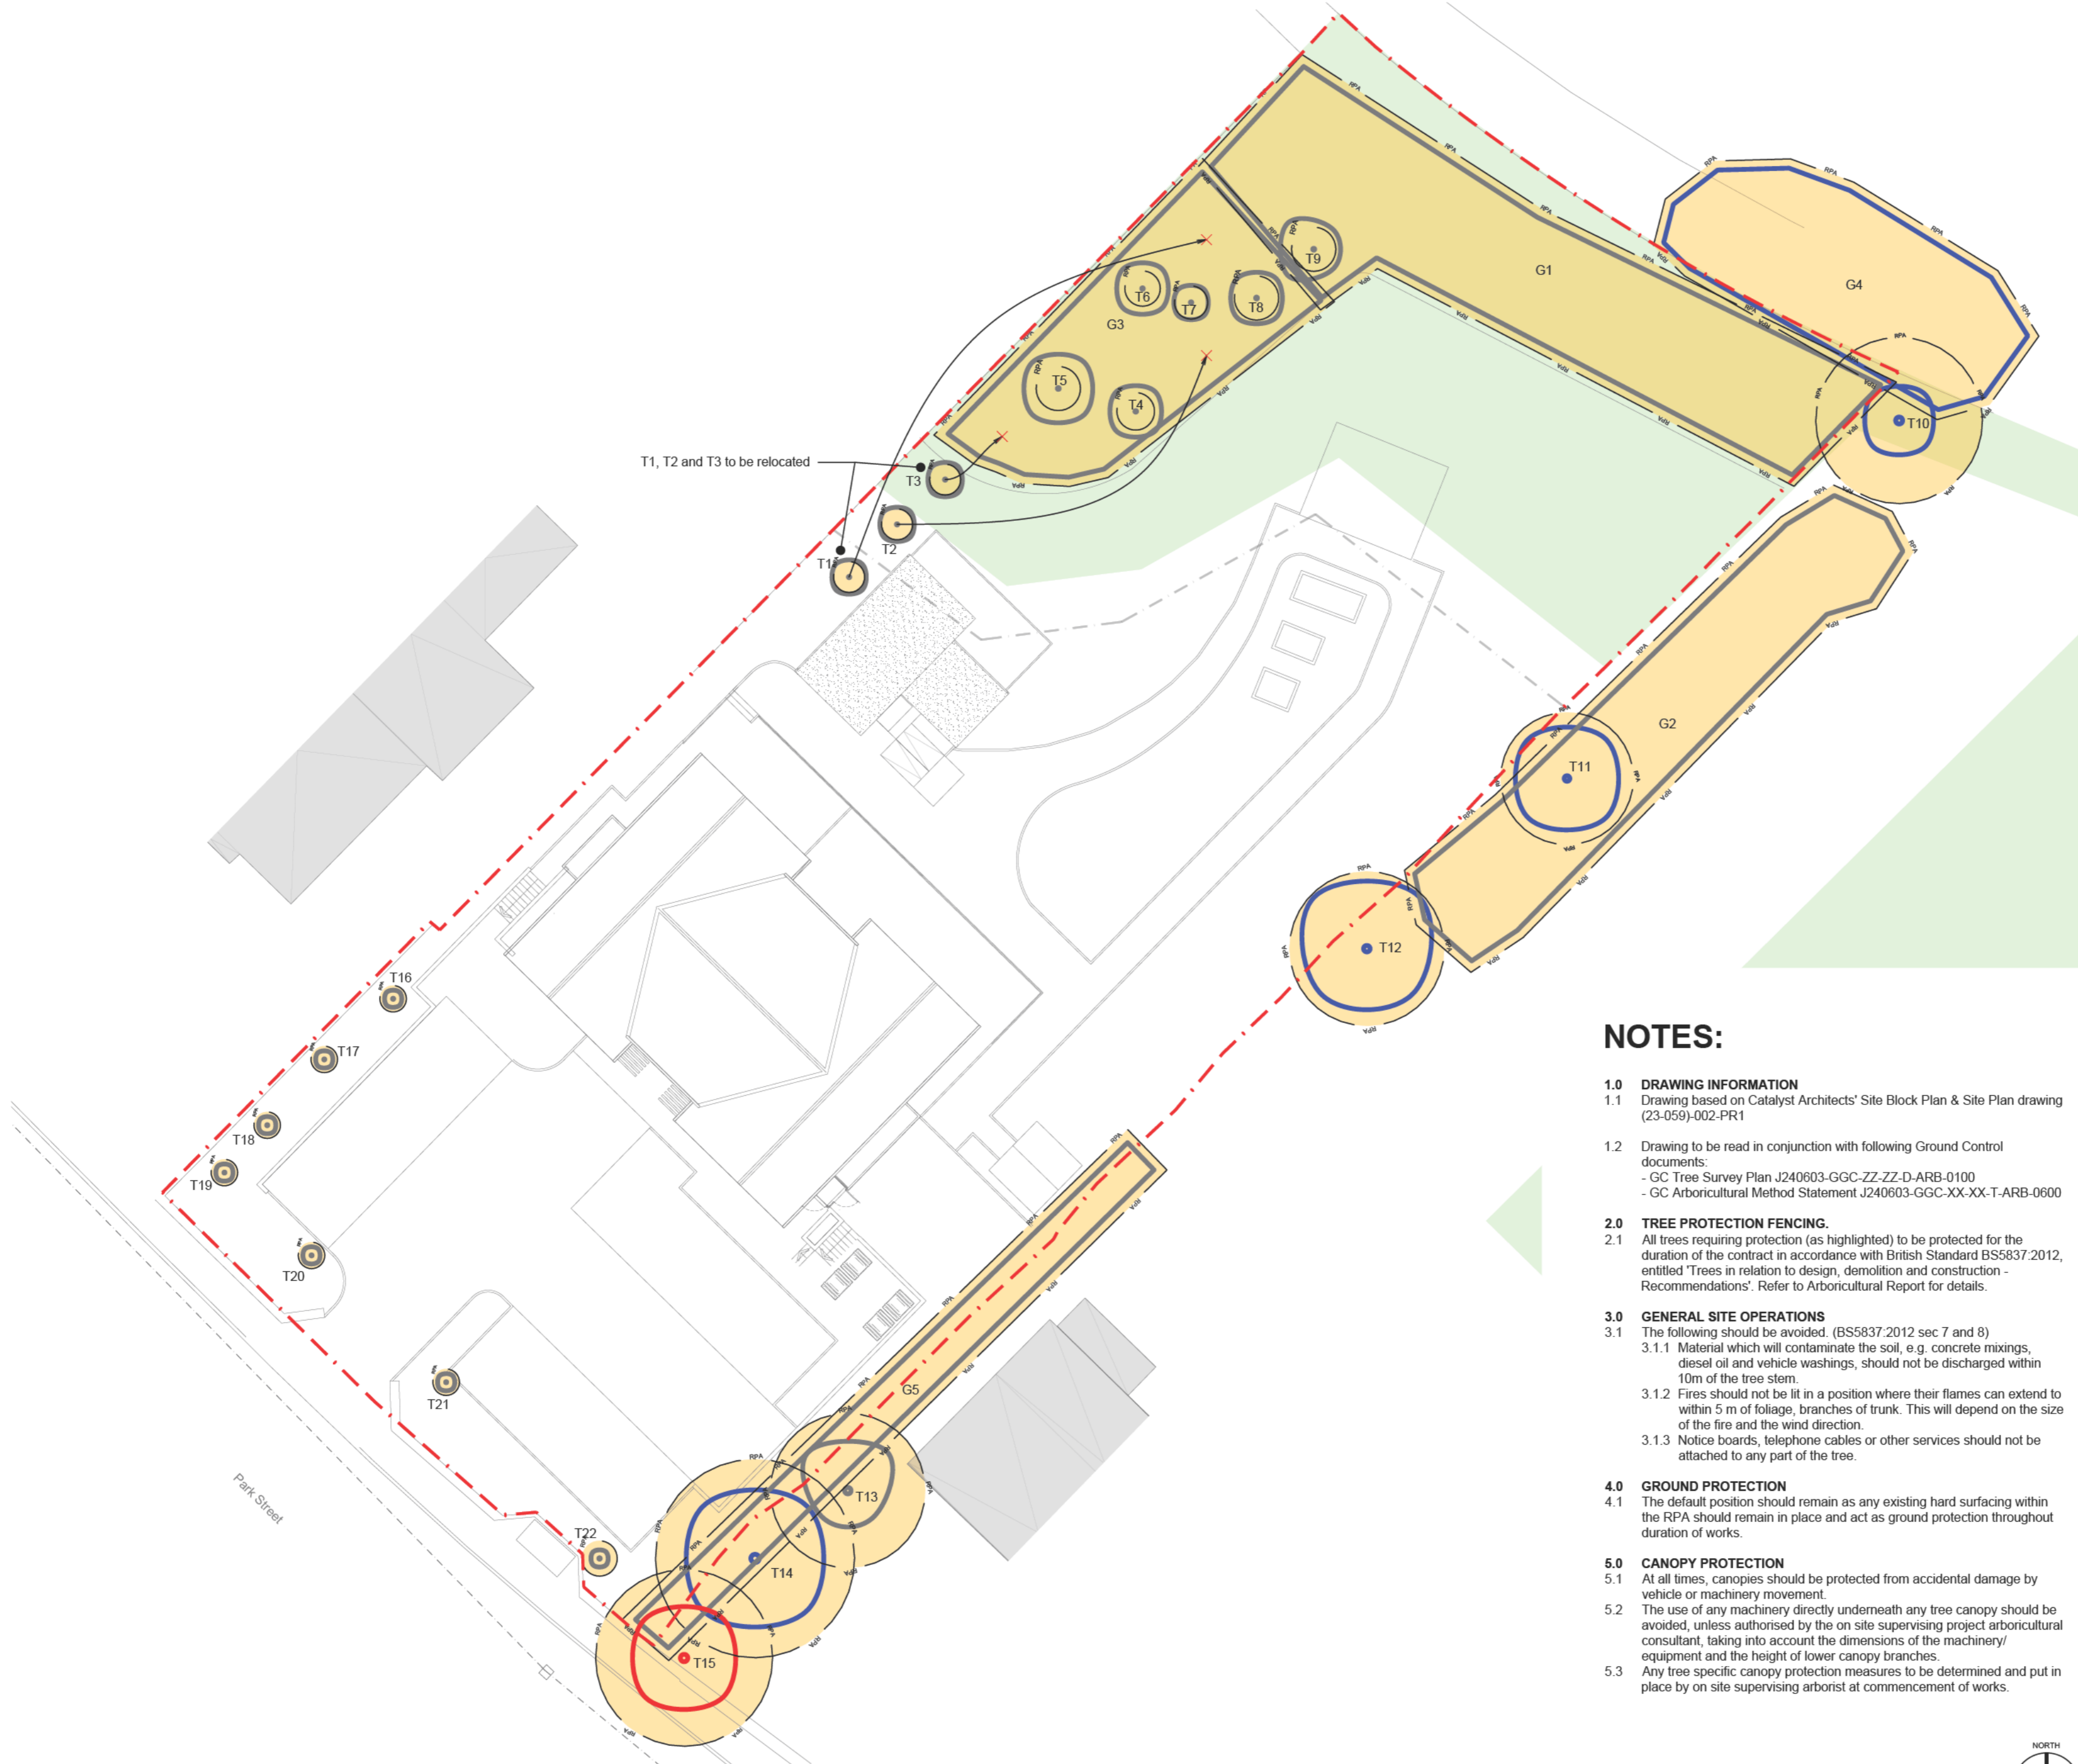 RPA
RPA
RPA
RPA
RPA
RPA
G1
G4
T9
T6
T7
T8
G3
T5
T4
T10
T1, T2 and T3 to be relocated
T3
T2
T1
G2
T11
T12
T16
T17
T18
T19
T20
T21
G5
Park Street
T13
T22
T14
T15
NOTES:
1.0 DRAWING INFORMATION
1.1 Drawing based on Catalyst Architects' Site Block Plan & Site Plan drawing
(23-059)-002-PR1
1.2 Drawing to be read in conjunction with following Ground Control
documents:
- GC Tree Survey Plan J240603-GGC-ZZ-ZZ-D-ARB-0100
- GC Arboricultural Method Statement J240603-GGC-XX-XX-T-ARB-0600
2.0 TREE PROTECTION FENCING.
2.1 All trees requiring protection (as highlighted) to be protected for the
duration of the contract in accordance with British Standard BS5837:2012,
entitled 'Trees in relation to design, demolition and construction -
Recommendations'. Refer to Arboricultural Report for details.
3.0 GENERAL SITE OPERATIONS
3.1 The following should be avoided. (BS5837:2012 sec 7 and 8)
3.1.1 Material which will contaminate the soil, e.g. concrete mixings,
diesel oil and vehicle washings, should not be discharged within
10m of the tree stem.
3.1.2 Fires should not be lit in a position where their flames can extend to
within 5 m of foliage, branches of trunk. This will depend on the size
of the fire and the wind direction.
3.1.3 Notice boards, telephone cables or other services should not be
attached to any part of the tree.
4.0 GROUND PROTECTION
4.1 The default position should remain as any existing hard surfacing within
the RPA should remain in place and act as ground protection throughout
duration of works.
5.0 CANOPY PROTECTION
5.1 At all times, canopies should be protected from accidental damage by
vehicle or machinery movement.
5.2 The use of any machinery directly underneath any tree canopy should be
avoided, unless authorised by the on site supervising project arboricultural
consultant, taking into account the dimensions of the machinery/
equipment and the height of lower canopy branches.
5.3 Any tree specific canopy protection measures to be determined and put in
place by on site supervising arborist at commencement of works.
NORTH